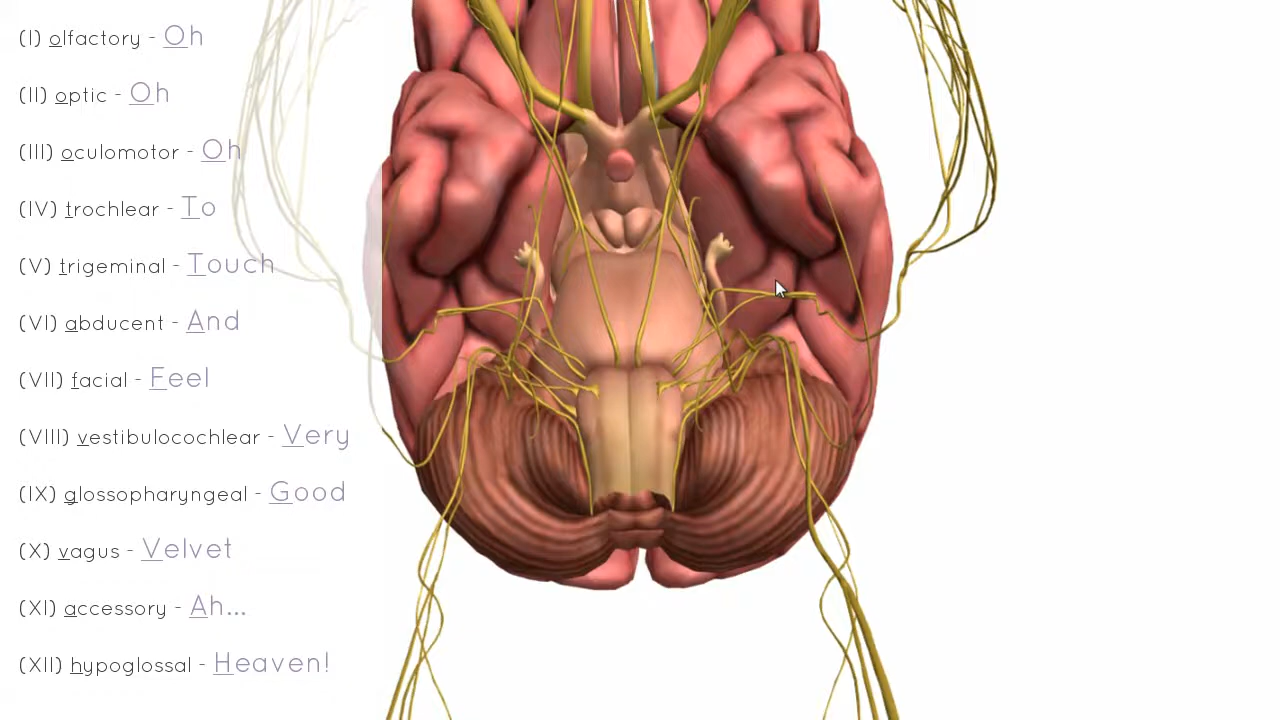 (I) olfactory - Oh
(II) optic - Oh
(III) oculomotor - Oh
(IV) trochlear - To
(V) trigeminal - Touch
(VI) abducent - And
(VII) facial - Feel
(VIII) vestibulocochlear - Very
(IX) glossopharyngeal - Good
(X) vagus - Velvet
(XI) accessory - Ah...
(XII) hypoglossal - Heaven!